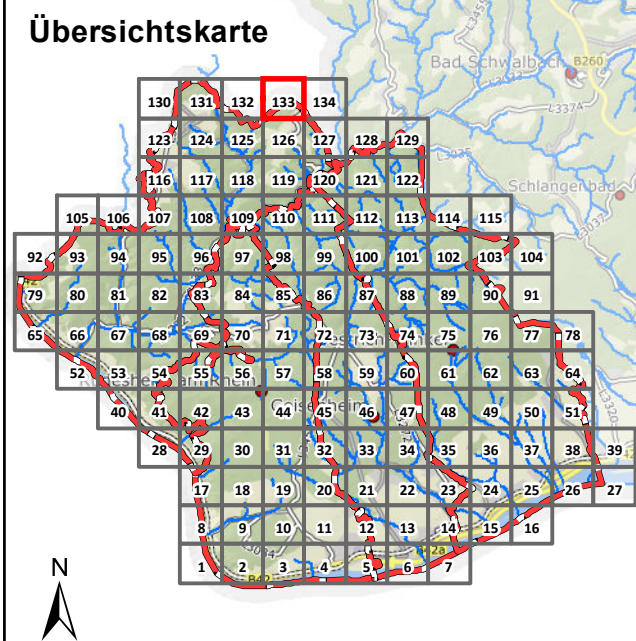 Übersichtskarte
L3455
Bad Schwalbach
B260
L3374
L3035
Schlangenbad
L3037
130 131 132 133 134
123 124 125 126 127 128 129
116 117 118 119 120 121 122
105 106 107 108 109 110 111 112 113 114 115
92 93 94 95 96 97 98 99 100 101 102 103 104
79 80 81 82 83 84 85 86 87 88 89 90 91
65 66 67 68 69 70 71 72 73 74 75 76 77 78
52 53 54 55 56 57 58 59 60 61 62 63 64
40 41 42 43 44 45 46 47 48 49 50 51
28 29 30 31 32 33 34 35 36 37 38 39
17 18 19 20 21 22 23 24 25 26 27
8 9 10 11 12 13 14 15 16
1 2 3 4 5 6 7
L3320
L3034
B42
B42a
N